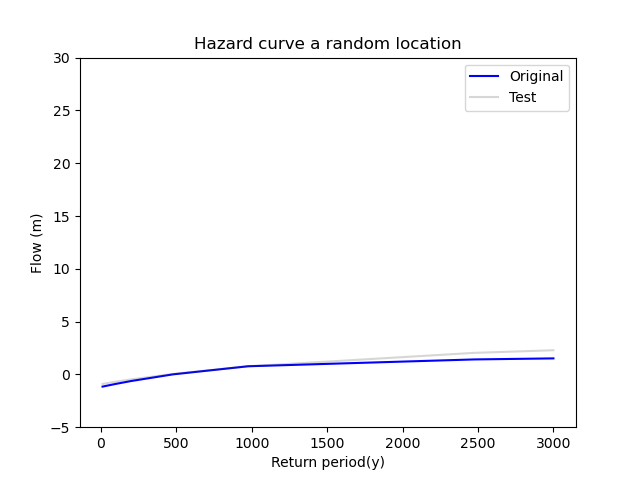 Hazard curve a random location
Original
Test
Flow (m)
30
25
20
15
10
5
0
−5
0 500 1000 1500 2000 2500 3000
Return period(y)